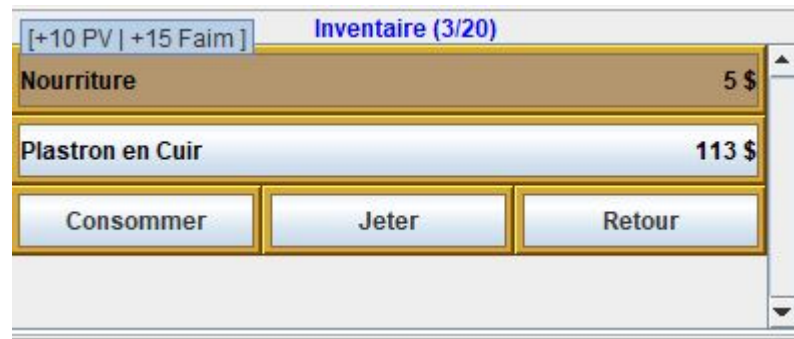 Inventaire (3/20)
[+10 PV | +15 Faim ]
Nourriture 5 $
Plastron en Cuir 113 $
Consommer Jeter Retour